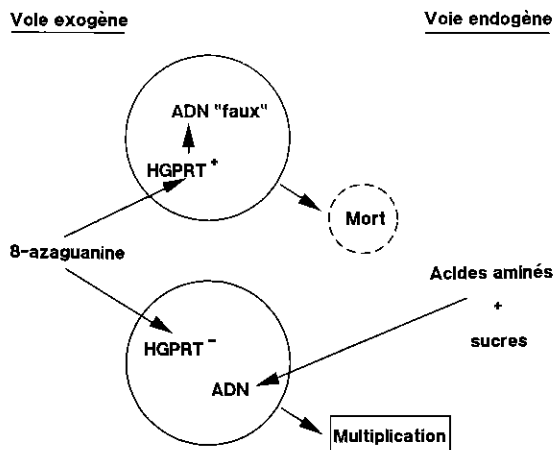 Voie exogène
Voie endogène
ADN "faux"
HGPRT +
Mort
8-azaguanine
Acides aminés
+
sucres
HGPRT -
ADN
Multiplication